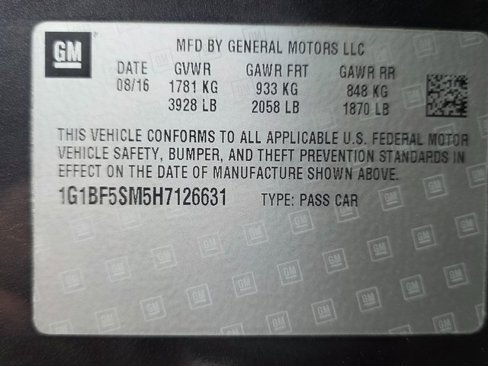 GM
MFD BY GENERAL MOTORS LLC
DATE GVWR GAWR FRT GAWR RR
08/16 1781 KG 933 KG 848 KG
3928 LB 2058 LB 1870 LB
THIS VEHICLE CONFORMS TO ALL APPLICABLE U.S. FEDERAL MOTOR
VEHICLE SAFETY, BUMPER, AND THEFT PREVENTION STANDARDS IN
EFFECT ON THE DATE OF MANUFACTURE SHOWN ABOVE.
1G1BF5SM5H7126631 TYPE: PASS CAR